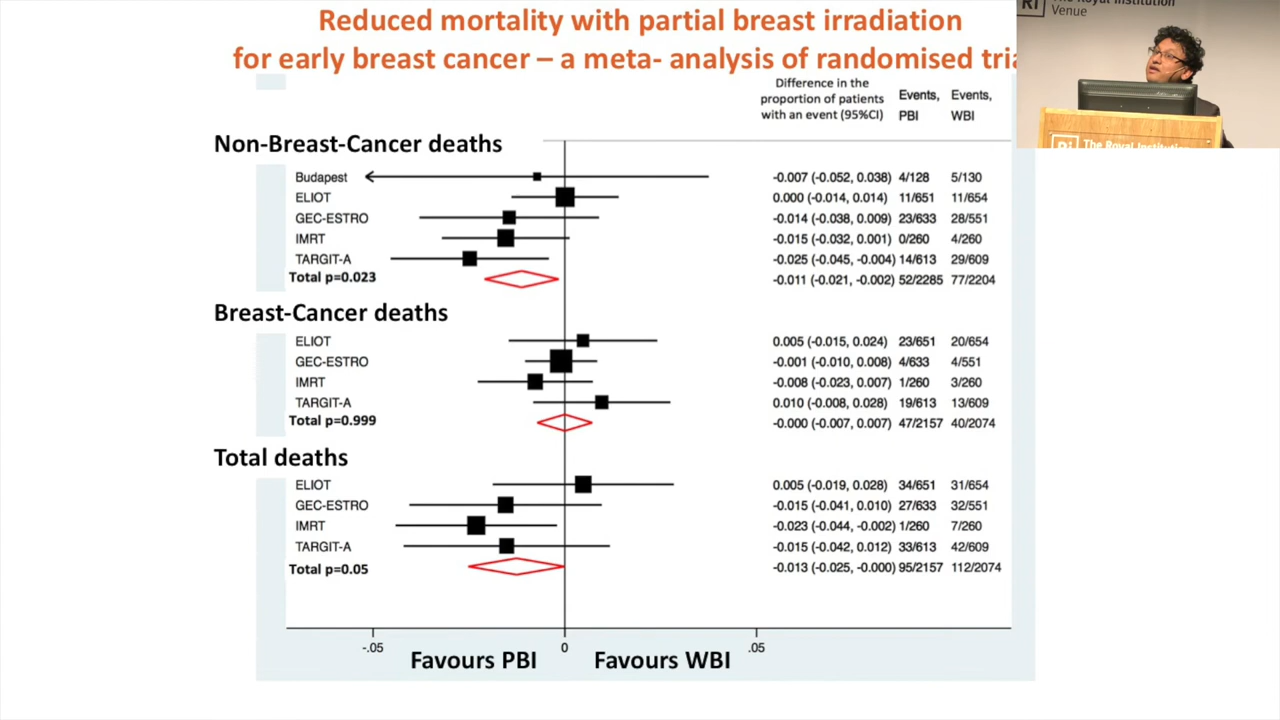 Reduced mortality with partial breast irradiation
for early breast cancer – a meta- analysis of randomised
The Royal Institution
Venue
Ri
The Royal
Difference in the
proportion of patients
with an event (95%CI)
Events,
PBI
Events,
WBI
Non-Breast-Cancer deaths
Budapest -0.007 (-0.052, 0.038) 4/128 5/130
ELIOT 0.000 (-0.014, 0.014) 11/651 11/654
GEC-ESTRO -0.014 (-0.038, 0.009) 23/633 28/551
IMRT -0.015 (-0.032, 0.001) 0/260 4/260
TARGIT-A -0.025 (-0.045, -0.004) 14/613 29/609
Total p=0.023 -0.011 (-0.021, -0.002) 52/2285 77/2204
Breast-Cancer deaths
ELIOT 0.005 (-0.015, 0.024) 23/651 20/654
GEC-ESTRO -0.001 (-0.010, 0.008) 4/633 4/551
IMRT -0.008 (-0.023, 0.007) 1/260 3/260
TARGIT-A 0.010 (-0.008, 0.028) 19/613 13/609
Total p=0.999 -0.000 (-0.007, 0.007) 47/2157 40/2074
Total deaths
ELIOT 0.005 (-0.019, 0.028) 34/651 31/654
GEC-ESTRO -0.015 (-0.041, 0.010) 27/633 32/551
IMRT -0.023 (-0.044, -0.002) 1/260 7/260
TARGIT-A -0.015 (-0.042, 0.012) 33/613 42/609
Total p=0.05 -0.013 (-0.025, -0.000) 95/2157 112/2074
-.05 0 .05
Favours PBI Favours WBI